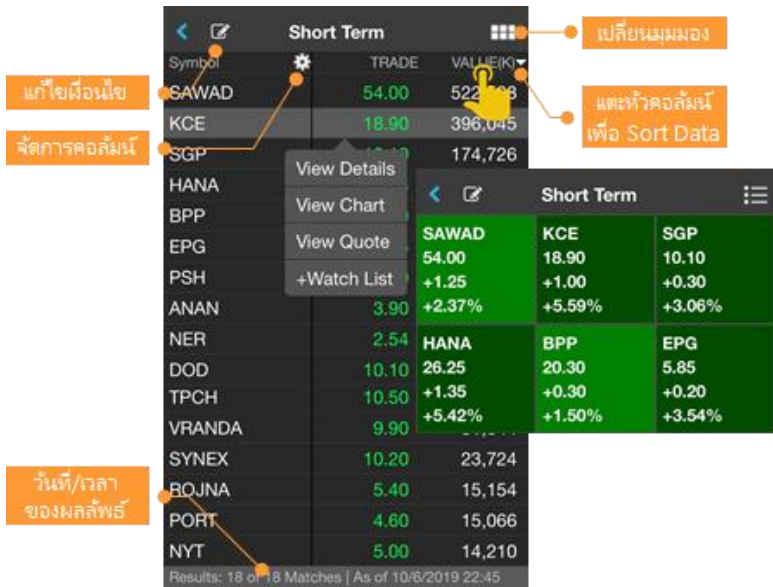 Short Term
เปลี่ยนมุมมอง
Symbol TRADE VALUE(K)
แก้ไขเงื่อนไข
SAWAD 54.00
แตะหัวคอลัมน์
เพื่อ Sort Data
KCE 18.90 396,045
จัดการคอลัมน์
SGP 174,726
View Details
View Chart
View Quote
+Watch List
HANA
BPP
EPG
PSH
ANAN 3.90
NER 2.54
DOD 10.10
TPCH 10.50
VRANDA 9.90
SYNEX 10.20 23,724
ROJNA 5.40 15,154
PORT 4.60 15,066
NYT 5.00 14,210
วันที่/เวลา
ของผลลัพธ์
Results: 18 of 18 Matches | As of 10/6/2019 22:45
Short Term
SAWAD
54.00
+1.25
+2.37%
KCE
18.90
+1.00
+5.59%
SGP
10.10
+0.30
+3.06%
HANA
26.25
+1.35
+5.42%
BPP
20.30
+0.30
+1.50%
EPG
5.85
+0.20
+3.54%